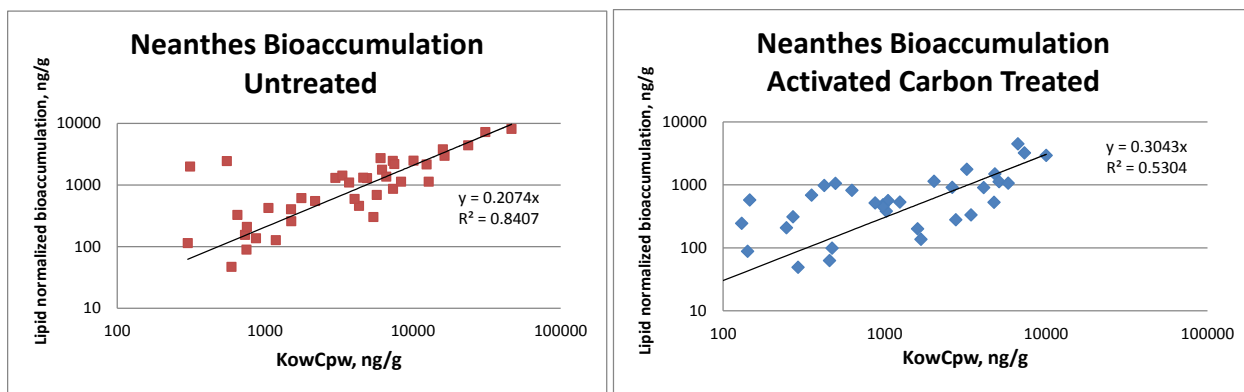 Neanthes Bioaccumulation
Untreated
Lipid normalized bioaccumulation, ng/g
10000
1000
100
10
y = 0.2074x
R² = 0.8407
100
1000
10000
100000
KowCpw, ng/g
Neanthes Bioaccumulation
Activated Carbon Treated
Lipid normalized bioaccumulation, ng/g
10000
1000
100
10
y = 0.3043x
R² = 0.5304
100
1000
10000
100000
KowCpw, ng/g